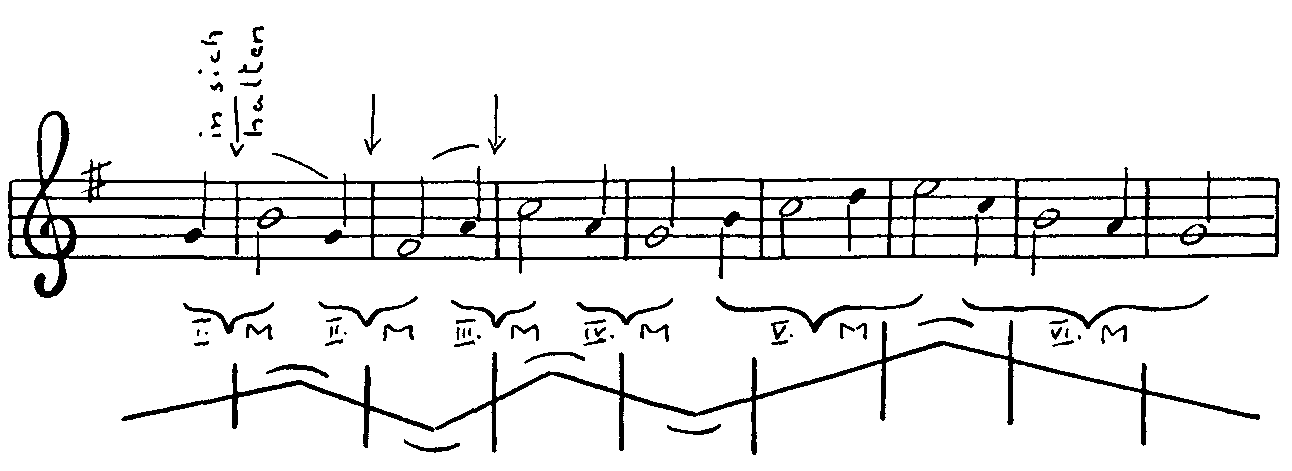 in sich
halten
I. M II. M III. M IV. M V. M VI. M